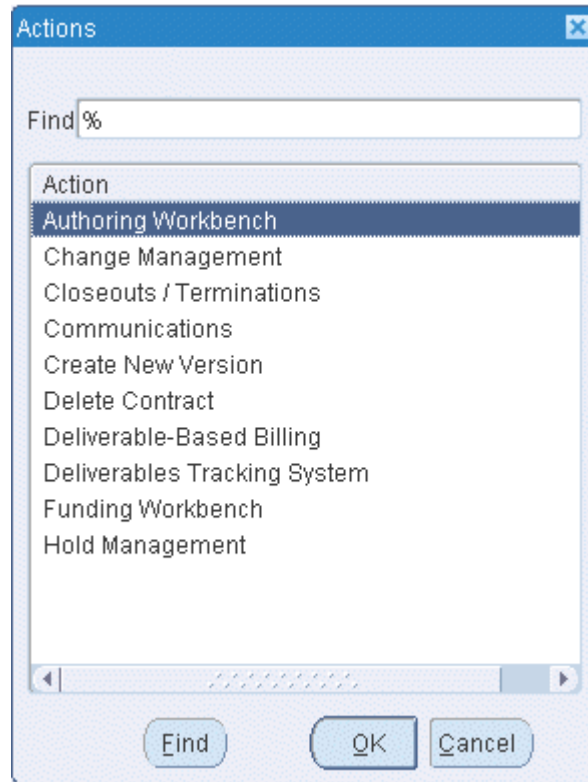 Actions
Find %
Action
Authoring Workbench
Change Management
Closeouts / Terminations
Communications
Create New Version
Delete Contract
Deliverable-Based Billing
Deliverables Tracking System
Funding Workbench
Hold Management
Find OK Cancel